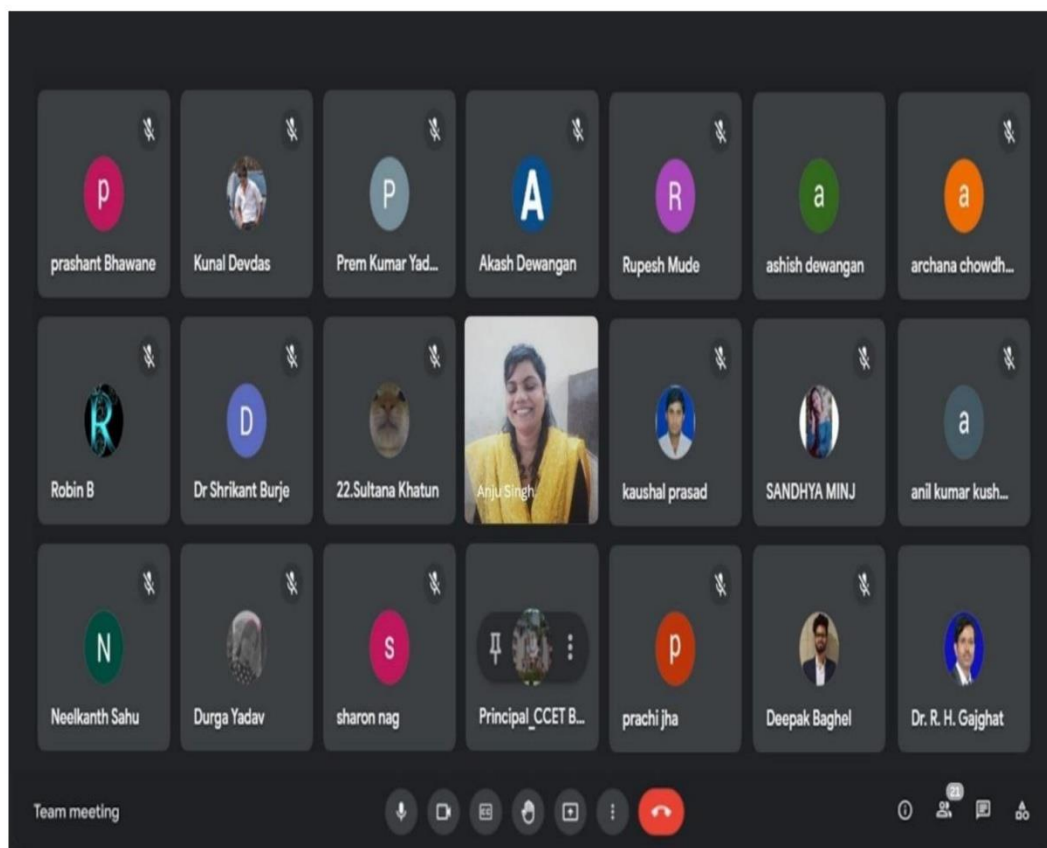 p
prashant Bhawane
Kunal Devdas
P
Prem Kumar Yad...
A
Akash Dewangan
R
Rupesh Mude
a
ashish dewangan
a
archana chowdh...
R
Robin B
D
Dr Shrikant Burje
22.Sultana Khatun
Anju Singh
kaushal prasad
SANDHYA MINJ
a
anil kumar kush...
N
Neelkanth Sahu
Durga Yadav
s
sharon nag
Principal_CCET B...
p
prachi jha
Deepak Baghel
Dr. R. H. Gajghat
Team meeting
CC
21